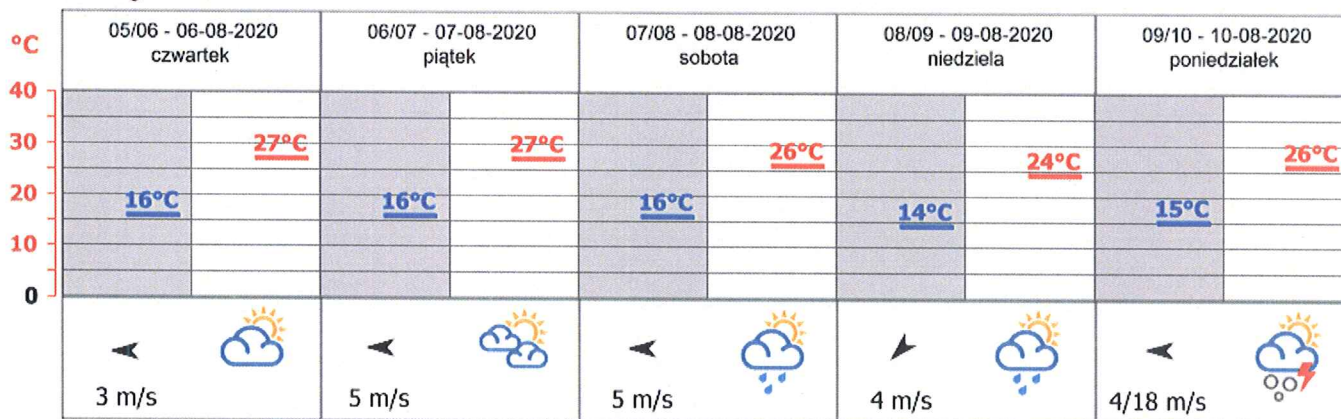 05/06 - 06-08-2020
czwartek
06/07 - 07-08-2020
piątek
07/08 - 08-08-2020
sobota
08/09 - 09-08-2020
niedziela
09/10 - 10-08-2020
poniedziałek
°C
40
30
20
10
0
27°C
16°C
27°C
16°C
26°C
16°C
24°C
14°C
26°C
15°C
3 m/s
5 m/s
5 m/s
4 m/s
4/18 m/s